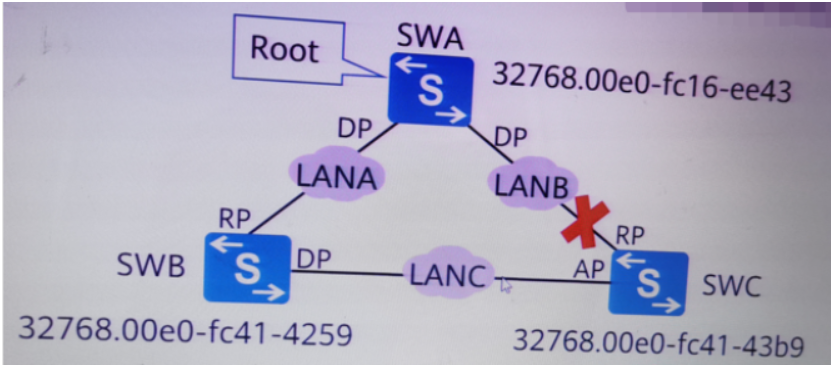 Root
SWA
S
32768.00e0-fc16-ee43
DP
DP
LANA
LANB
RP
RP
SWB
S
DP
LANC
AP
S
SWC
32768.00e0-fc41-4259
32768.00e0-fc41-43b9